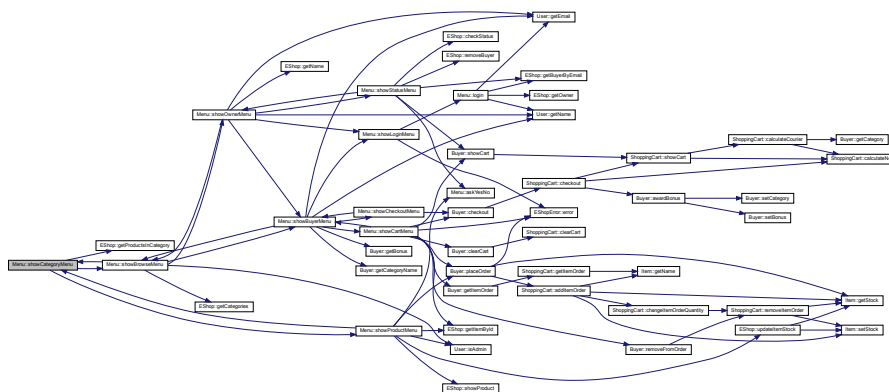 User::getEmail
EShop::checkStatus
EShop::removeBuyer
EShop::getName
EShop::getBuyerByEmail
Menu::showStatusMenu
Menu::login
EShop::getOwner
Menu::showOwnerMenu
User::getName
Menu::showLoginMenu
ShoppingCart::calculateCourier
Buyer::getCategory
Buyer::showCart
ShoppingCart::showCart
ShoppingCart::calculateNo
ShoppingCart::checkout
Menu::askYesNo
Buyer::awardBonus
Buyer::setCategory
Menu::showCheckoutMenu
Buyer::checkout
EShopError::error
Buyer::setBonus
Menu::showBuyerMenu
Menu::showCartMenu
ShoppingCart::clearCart
EShop::getProductsInCategory
Buyer::getBonus
Buyer::clearCart
Menu::showCategoryMenu
Menu::showBrowseMenu
Buyer::getCategoryName
Buyer::placeOrder
ShoppingCart::getItemOrder
Item::getName
Buyer::getItemOrder
ShoppingCart::addItemOrder
EShop::getCategories
Item::getStock
ShoppingCart::changeItemOrderQuantity
ShoppingCart::removeItemOrder
Menu::showProductMenu
EShop::getItemById
EShop::updateItemStock
Item::setStock
User::isAdmin
Buyer::removeFromOrder
EShop::showProduct